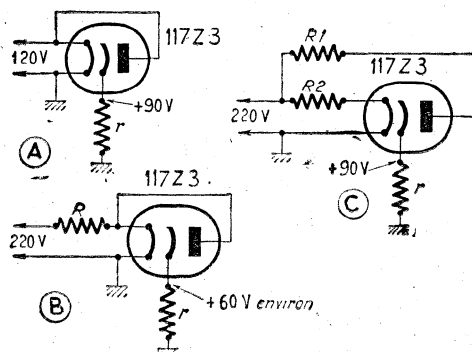 117Z3
120V
+90V
r
A
R1
117Z3
R2
220V
+90V
r
C
117Z3
R
220V
+60V environ
r
B